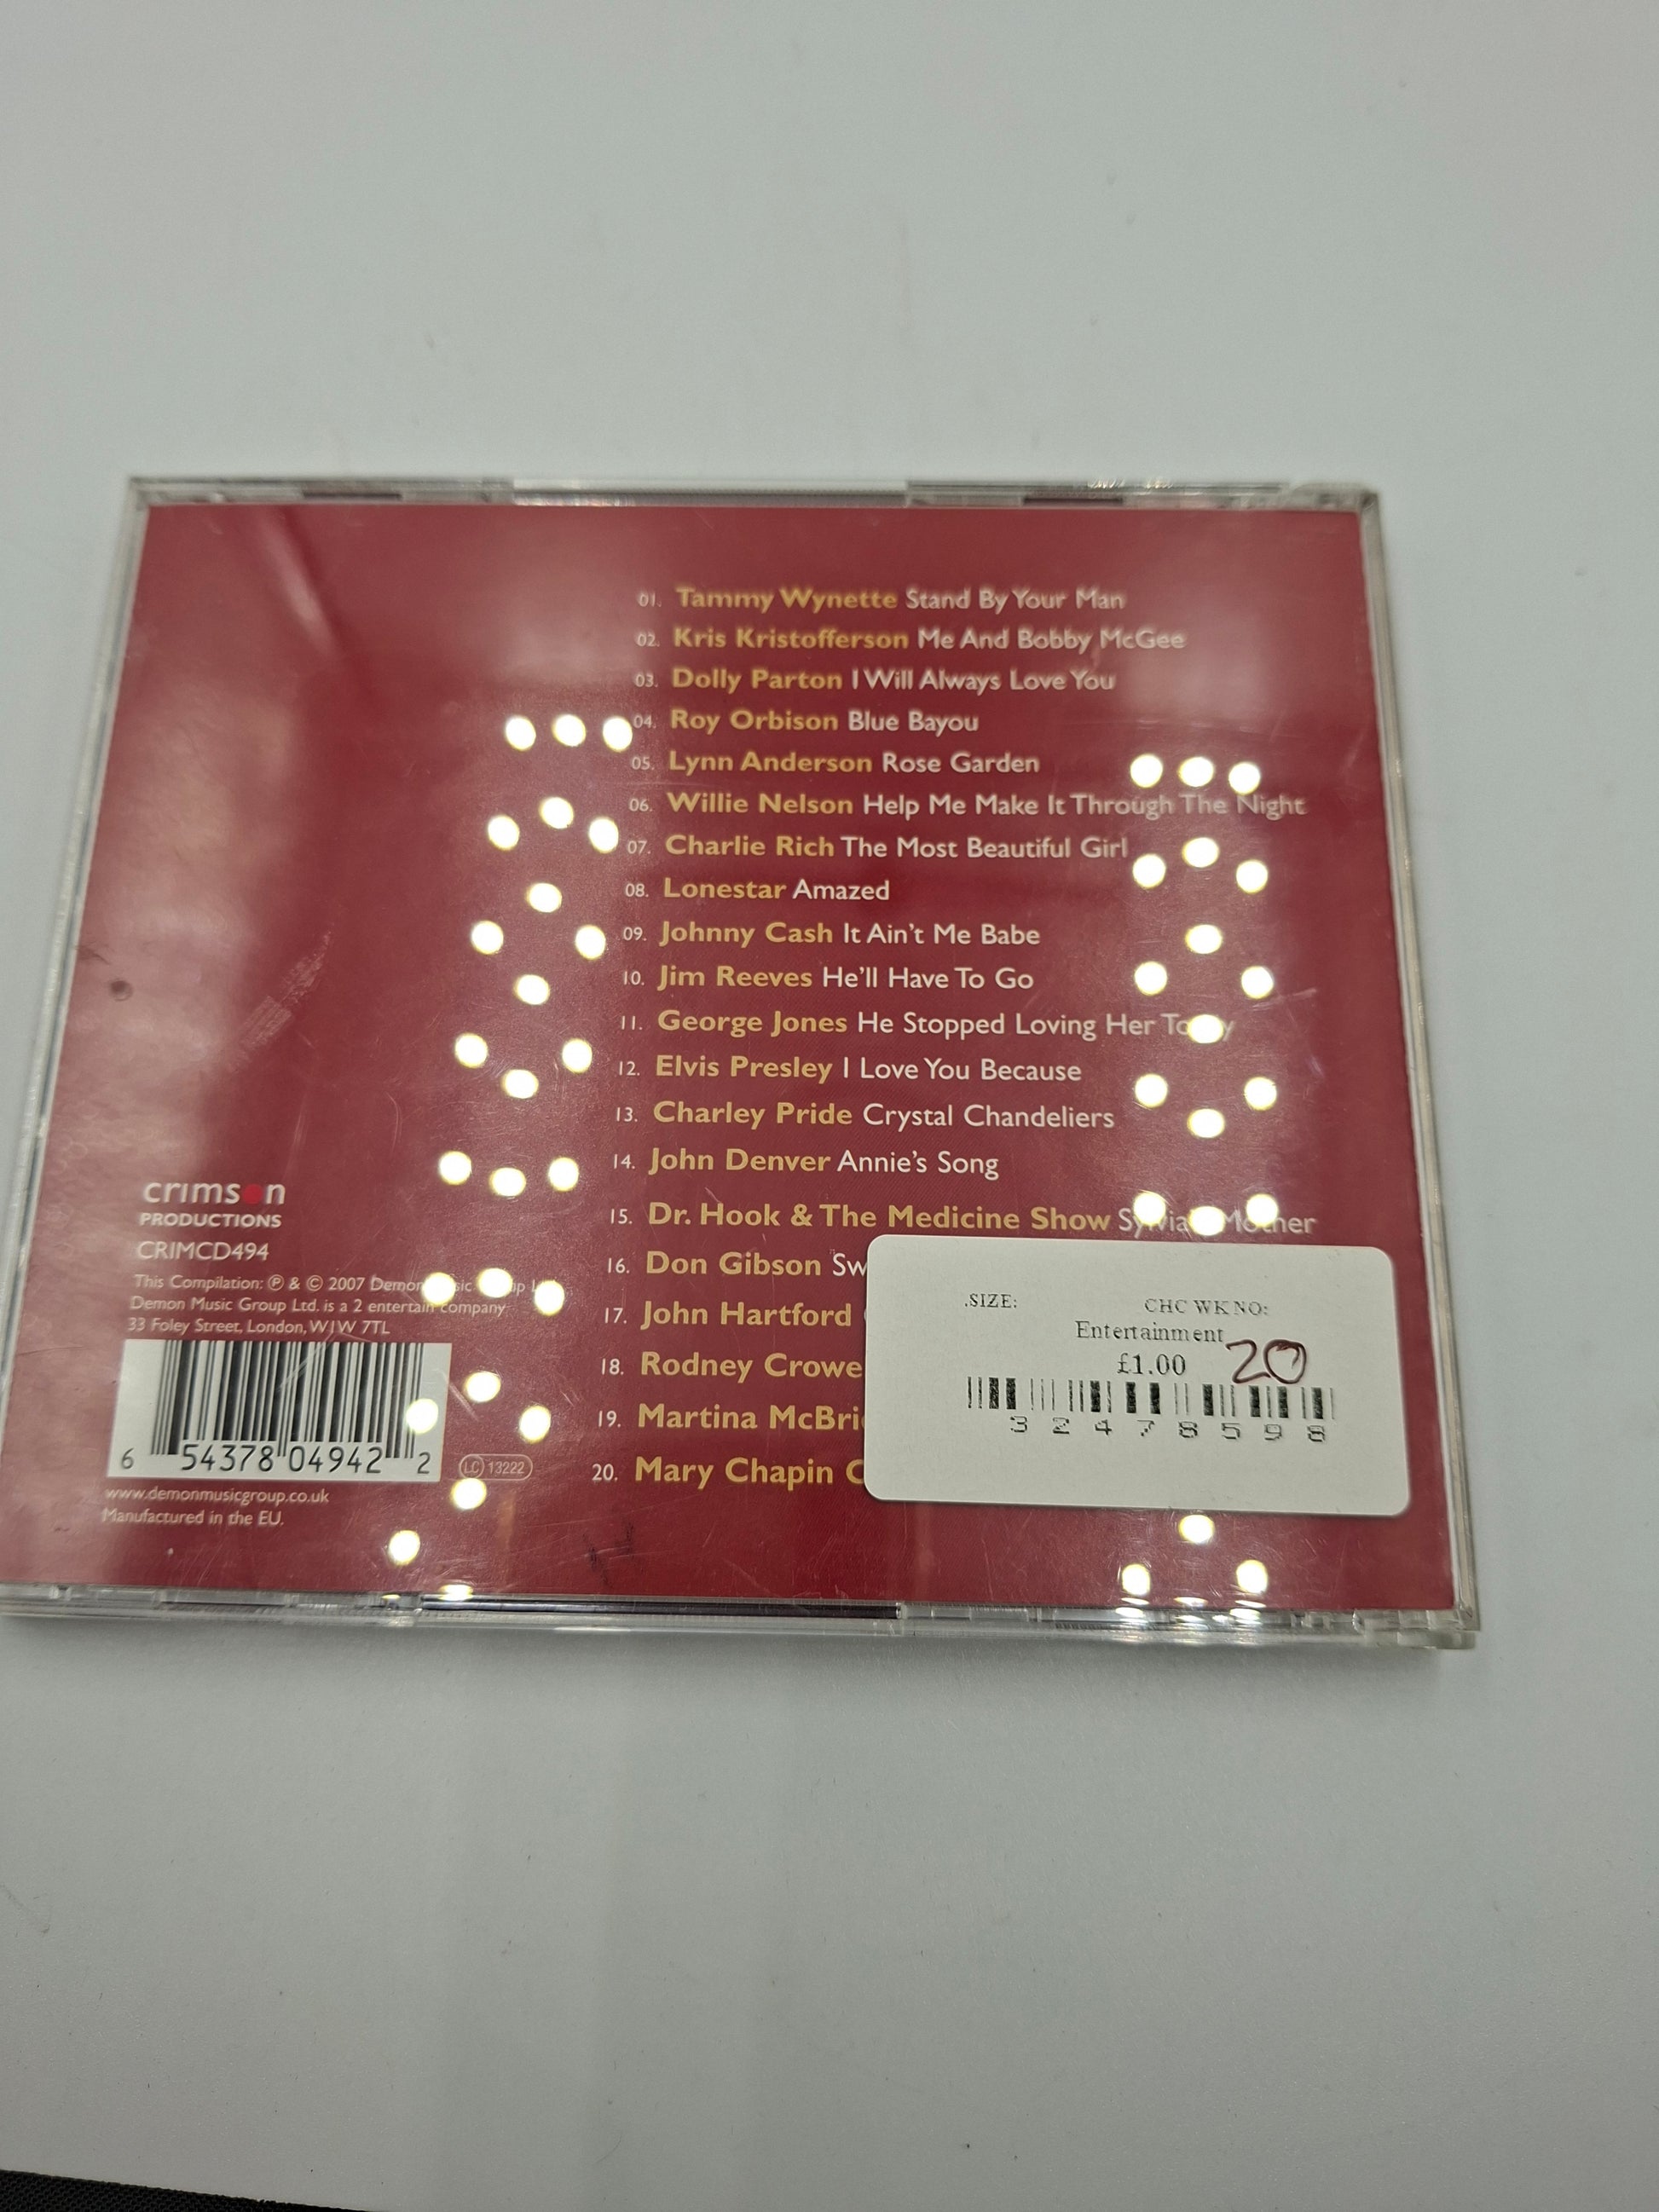 01. Tammy Wynette Stand By Your Man
02. Kris Kristofferson Me And Bobby McGee
03. Dolly Parton I Will Always Love You
04. Roy Orbison Blue Bayou
05. Lynn Anderson Rose Garden
06. Willie Nelson Help Me Make It Through The Night
07. Charlie Rich The Most Beautiful Girl
08. Lonestar Amazed
09. Johnny Cash It Ain't Me Babe
10. Jim Reeves He'll Have To Go
11. George Jones He Stopped Loving Her
12. Elvis Presley I Love You Because
13. Charley Pride Crystal Chandeliers
14. John Denver Annie's Song
15. Dr. Hook & The Medicine Show Mother
16. Don Gibson Sw
17. John Hartford
18. Rodney Crowe
19. Martina McBri
20. Mary Chapin C
crimson
PRODUCTIONS
CRIMCD494
This Compilation: ℗ & © 2007 Demon
Demon Music Group Ltd. is a 2 entertain company
33 Foley Street, London, W1W 7TL
6 54378 04942 2
LC 13222
www.demonmusicgroup.co.uk
Manufactured in the EU.
.SIZE: CHC WK NO:
Entertainment
£1.00 20
32478598